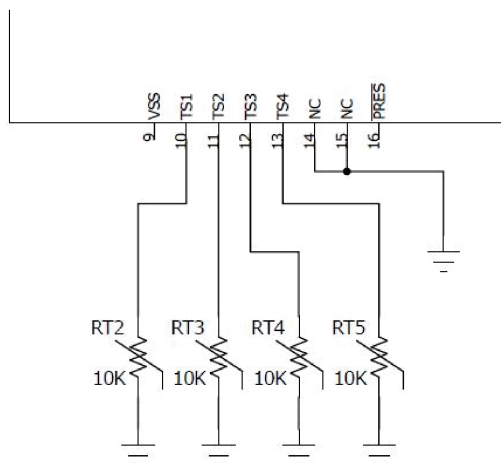 VSS
TS1
TS2
TS3
TS4
NC
NC
PRES
9
10
11
12
13
14
15
16
RT2
RT3
RT4
RT5
10K
10K
10K
10K